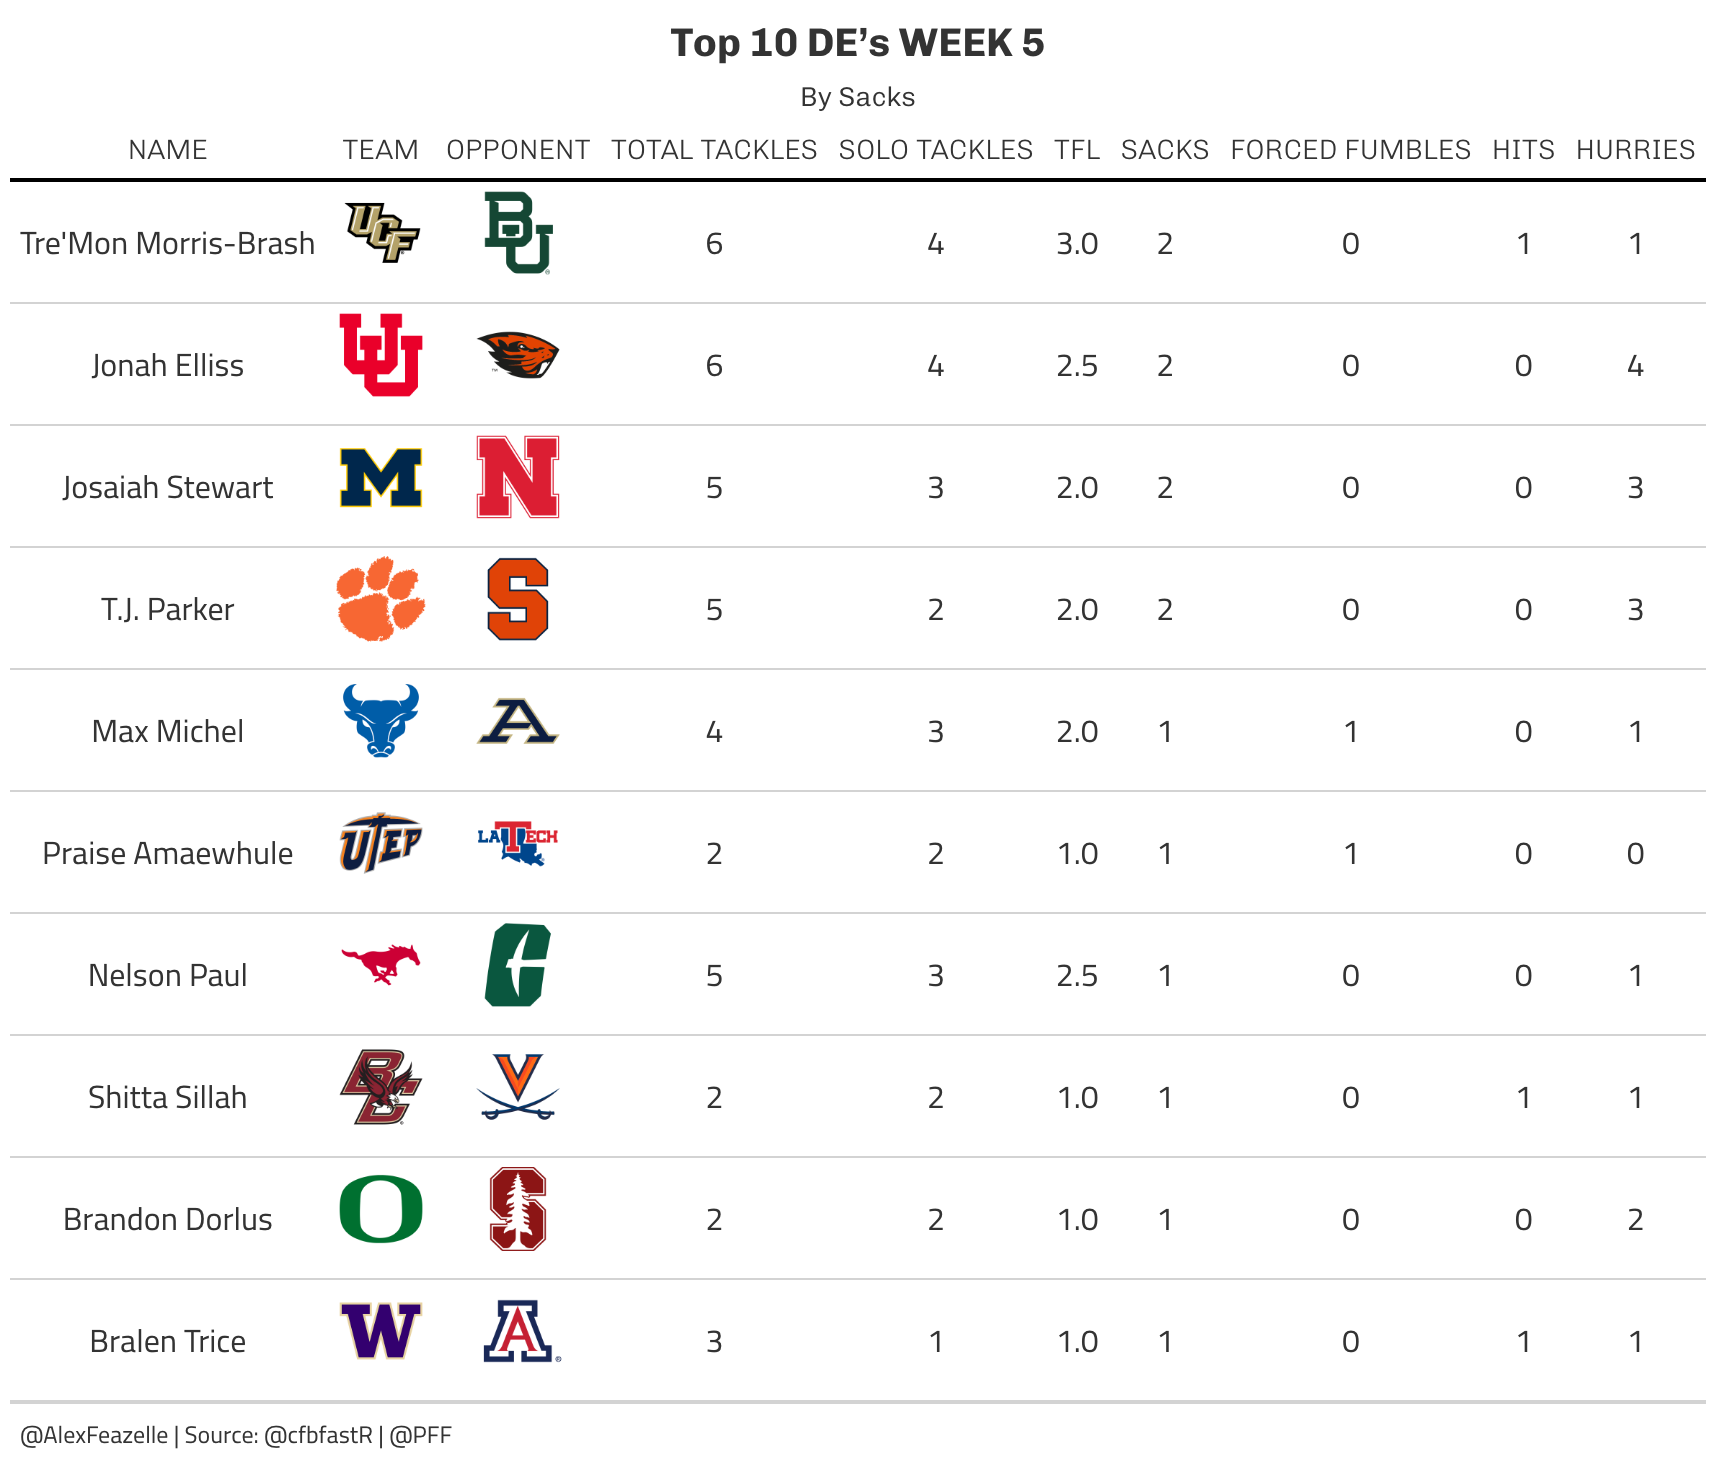 Top 10 DE’s WEEK 5
By Sacks
NAME TEAM OPPONENT TOTAL TACKLES SOLO TACKLES TFL SACKS FORCED FUMBLES HITS HURRIES
Tre'Mon Morris-Brash UCF BU 6 4 3.0 2 0 1 1
Jonah Elliss UU 6 4 2.5 2 0 0 4
Josaiah Stewart M N 5 3 2.0 2 0 0 3
T.J. Parker S 5 2 2.0 2 0 0 3
Max Michel A 4 3 2.0 1 1 0 1
Praise Amaewhule UTEP LA TECH 2 2 1.0 1 1 0 0
Nelson Paul C 5 3 2.5 1 0 0 1
Shitta Sillah BC V 2 2 1.0 1 0 1 1
Brandon Dorlus O S 2 2 1.0 1 0 0 2
Bralen Trice W A 3 1 1.0 1 0 1 1
@AlexFeazelle | Source: @cfbfastR | @PFF